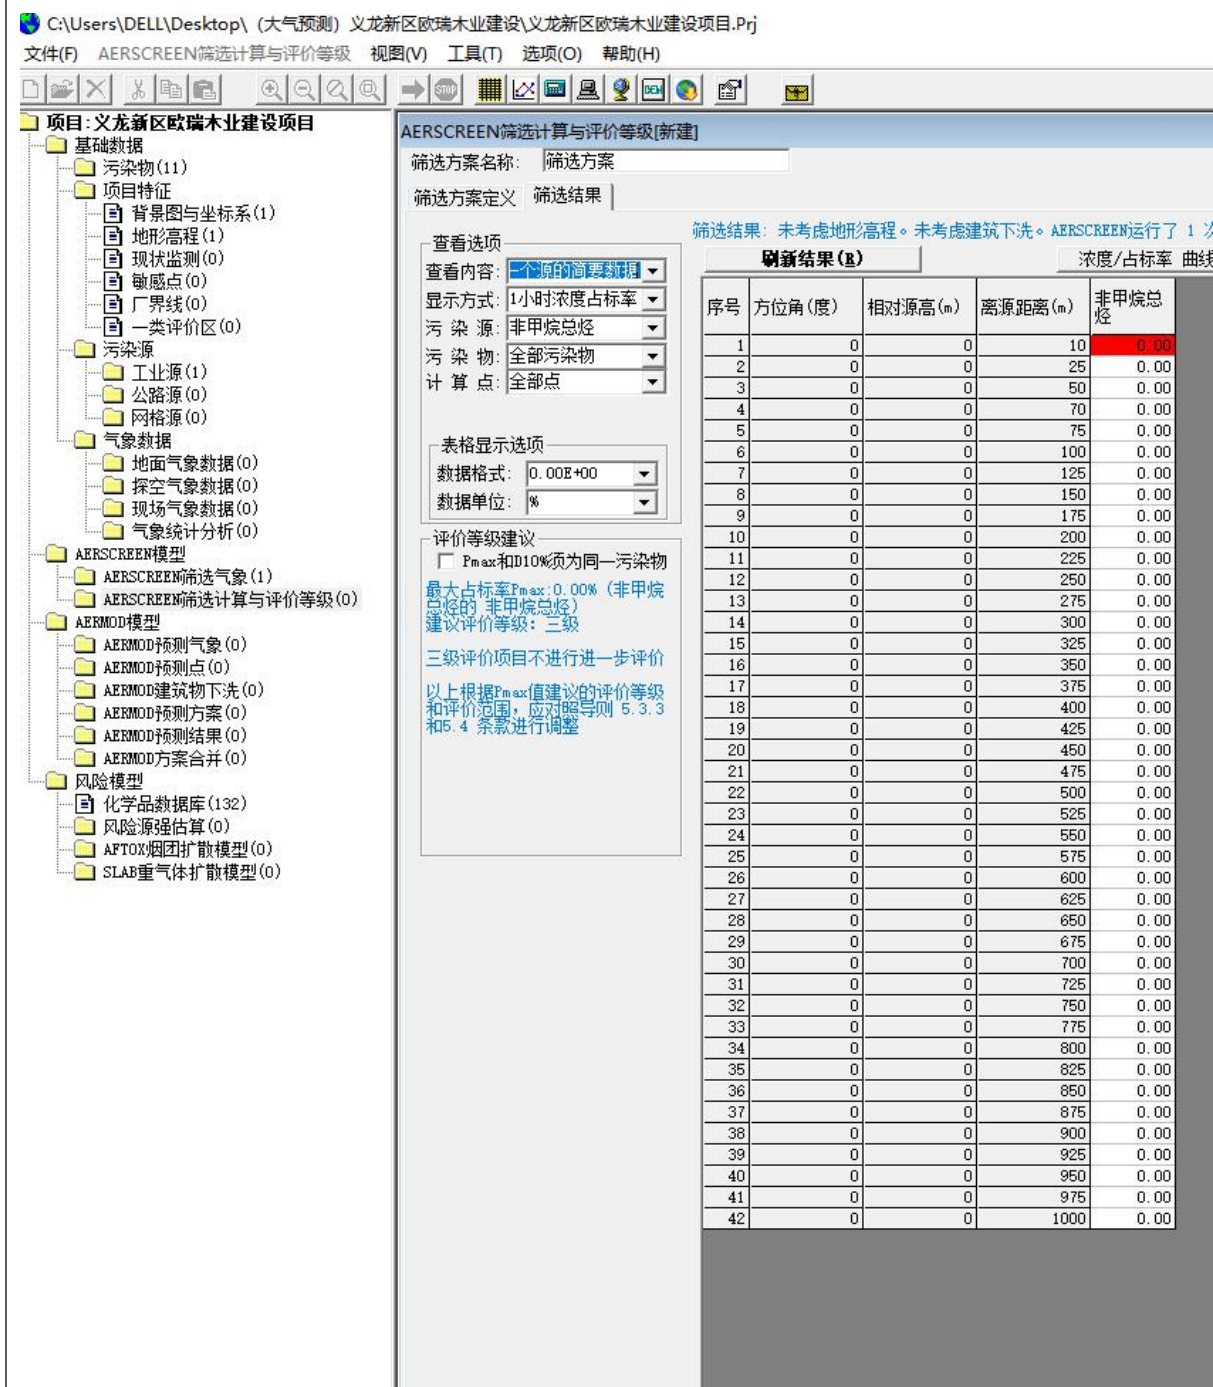 C:\Users\DELL\Desktop\（大气预测）义龙新区欧瑞木业建设\义龙新区欧瑞木业建设项目.Prj
文件(F) AERSCREEN筛选计算与评价等级 视图(V) 工具(T) 选项(O) 帮助(H)
STOP DEM
项目:义龙新区欧瑞木业建设项目
基础数据
污染物(11)
项目特征
背景图与坐标系(1)
地形高程(1)
现状监测(0)
敏感点(0)
厂界线(0)
一类评价区(0)
污染源
工业源(1)
公路源(0)
网格源(0)
气象数据
地面气象数据(0)
探空气象数据(0)
现场气象数据(0)
气象统计分析(0)
AERSCREEN模型
AERSCREEN筛选气象(1)
AERSCREEN筛选计算与评价等级(0)
AERMOD模型
AERMOD预测气象(0)
AERMOD预测点(0)
AERMOD建筑物下洗(0)
AERMOD预测方案(0)
AERMOD预测结果(0)
AERMOD方案合并(0)
风险模型
化学品数据库(132)
风险源强估算(0)
AFTOX烟团扩散模型(0)
SLAB重气体扩散模型(0)
AERSCREEN筛选计算与评价等级[新建]
筛选方案名称: 筛选方案
筛选方案定义 筛选结果
查看选项
查看内容: 一个源的简要数据
显示方式: 1小时浓度占标率
污 染 源: 非甲烷总烃
污 染 物: 全部污染物
计 算 点: 全部点
表格显示选项
数据格式: 0.00E+00
数据单位: %
评价等级建议
Pmax和D10%须为同一污染物
最大占标率Pmax:0.00% (非甲烷
总烃的 非甲烷总烃)
建议评价等级: 三级
三级评价项目不进行进一步评价
以上根据Pmax值建议的评价等级
和评价范围，应对照导则 5.3.3
和5.4 条款进行调整
筛选结果: 未考虑地形高程。未考虑建筑下洗。AERSCREEN运行了 1 次
刷新结果(R) 浓度/占标率 曲线
序号 方位角(度) 相对源高(m) 离源距离(m) 非甲烷总
烃
1 0 0 10 0.00
2 0 0 25 0.00
3 0 0 50 0.00
4 0 0 70 0.00
5 0 0 75 0.00
6 0 0 100 0.00
7 0 0 125 0.00
8 0 0 150 0.00
9 0 0 175 0.00
10 0 0 200 0.00
11 0 0 225 0.00
12 0 0 250 0.00
13 0 0 275 0.00
14 0 0 300 0.00
15 0 0 325 0.00
16 0 0 350 0.00
17 0 0 375 0.00
18 0 0 400 0.00
19 0 0 425 0.00
20 0 0 450 0.00
21 0 0 475 0.00
22 0 0 500 0.00
23 0 0 525 0.00
24 0 0 550 0.00
25 0 0 575 0.00
26 0 0 600 0.00
27 0 0 625 0.00
28 0 0 650 0.00
29 0 0 675 0.00
30 0 0 700 0.00
31 0 0 725 0.00
32 0 0 750 0.00
33 0 0 775 0.00
34 0 0 800 0.00
35 0 0 825 0.00
36 0 0 850 0.00
37 0 0 875 0.00
38 0 0 900 0.00
39 0 0 925 0.00
40 0 0 950 0.00
41 0 0 975 0.00
42 0 0 1000 0.00